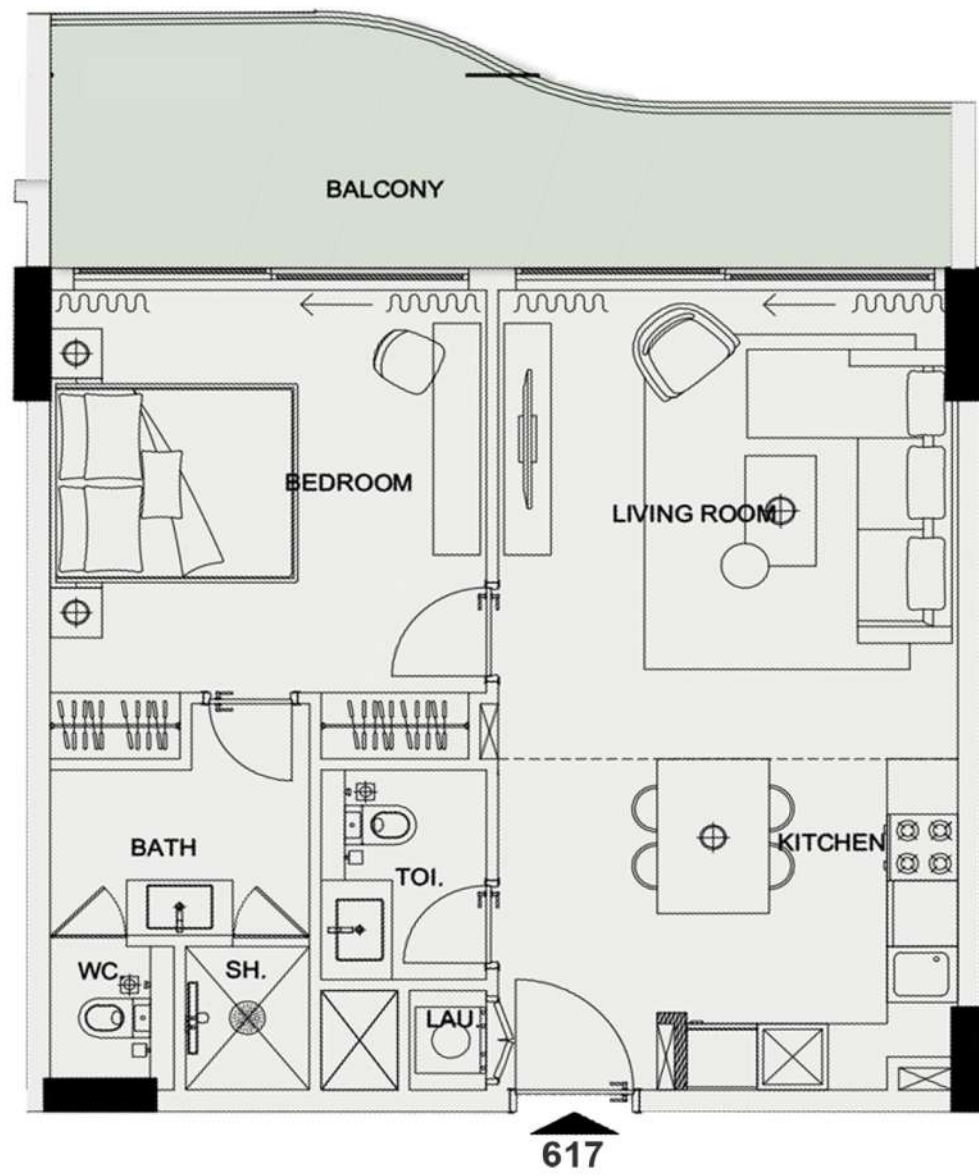 BALCONY
BEDROOM
LIVING ROOM
BATH
KITCHEN
TOI.
WC.
SH.
LAU
617